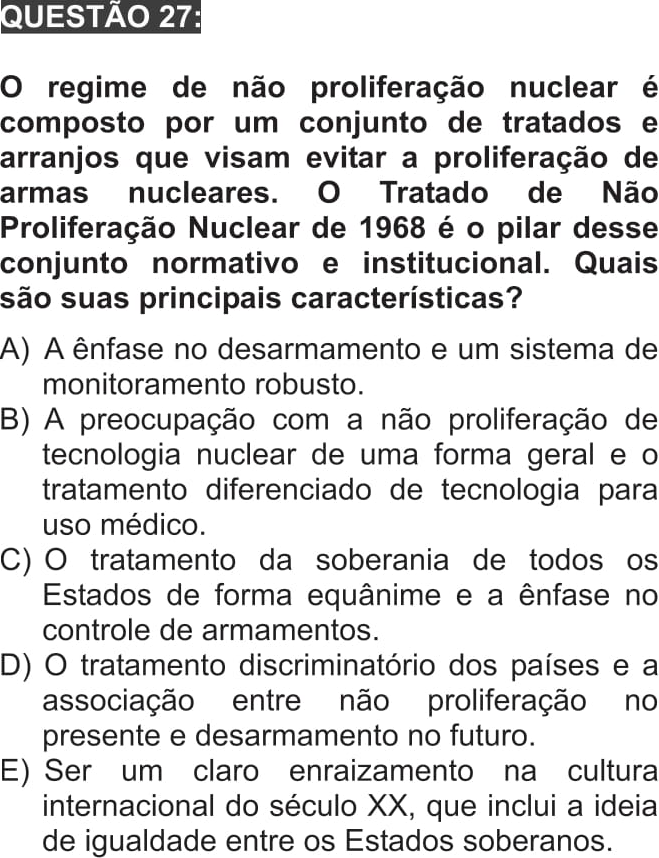 QUESTÃO 27:
O regime de não proliferação nuclear é
composto por um conjunto de tratados e
arranjos que visam evitar a proliferação de
armas nucleares. O Tratado de Não
Proliferação Nuclear de 1968 é o pilar desse
conjunto normativo e institucional. Quais
são suas principais características?
A) A ênfase no desarmamento e um sistema de
monitoramento robusto.
B) A preocupação com a não proliferação de
tecnologia nuclear de uma forma geral e o
tratamento diferenciado de tecnologia para
uso médico.
C) O tratamento da soberania de todos os
Estados de forma equânime e a ênfase no
controle de armamentos.
D) O tratamento discriminatório dos países e a
associação entre não proliferação no
presente e desarmamento no futuro.
E) Ser um claro enraizamento na cultura
internacional do século XX, que inclui a ideia
de igualdade entre os Estados soberanos.